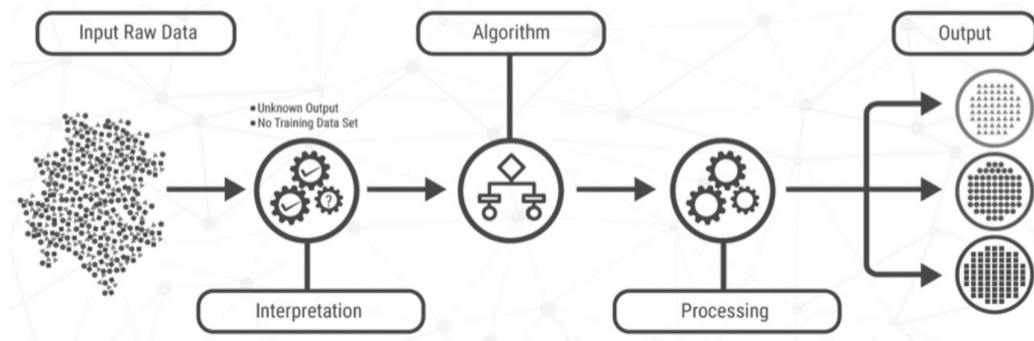 Input Raw Data
Algorithm
Output
● Unknown Output
● No Training Data Set
?
Interpretation
Processing